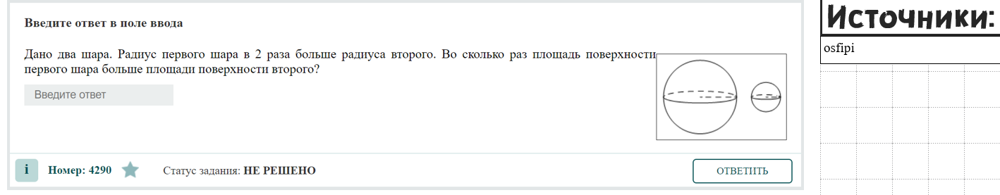 Введите ответ в поле ввода
Дано два шара. Радиус первого шара в 2 раза больше радиуса второго. Во сколько раз площадь поверхности
первого шара больше площади поверхности второго?
Введите ответ
i Номер: 4290 Статус задания: НЕ РЕШЕНО ОТВЕТИТЬ
Источники:
osfipi